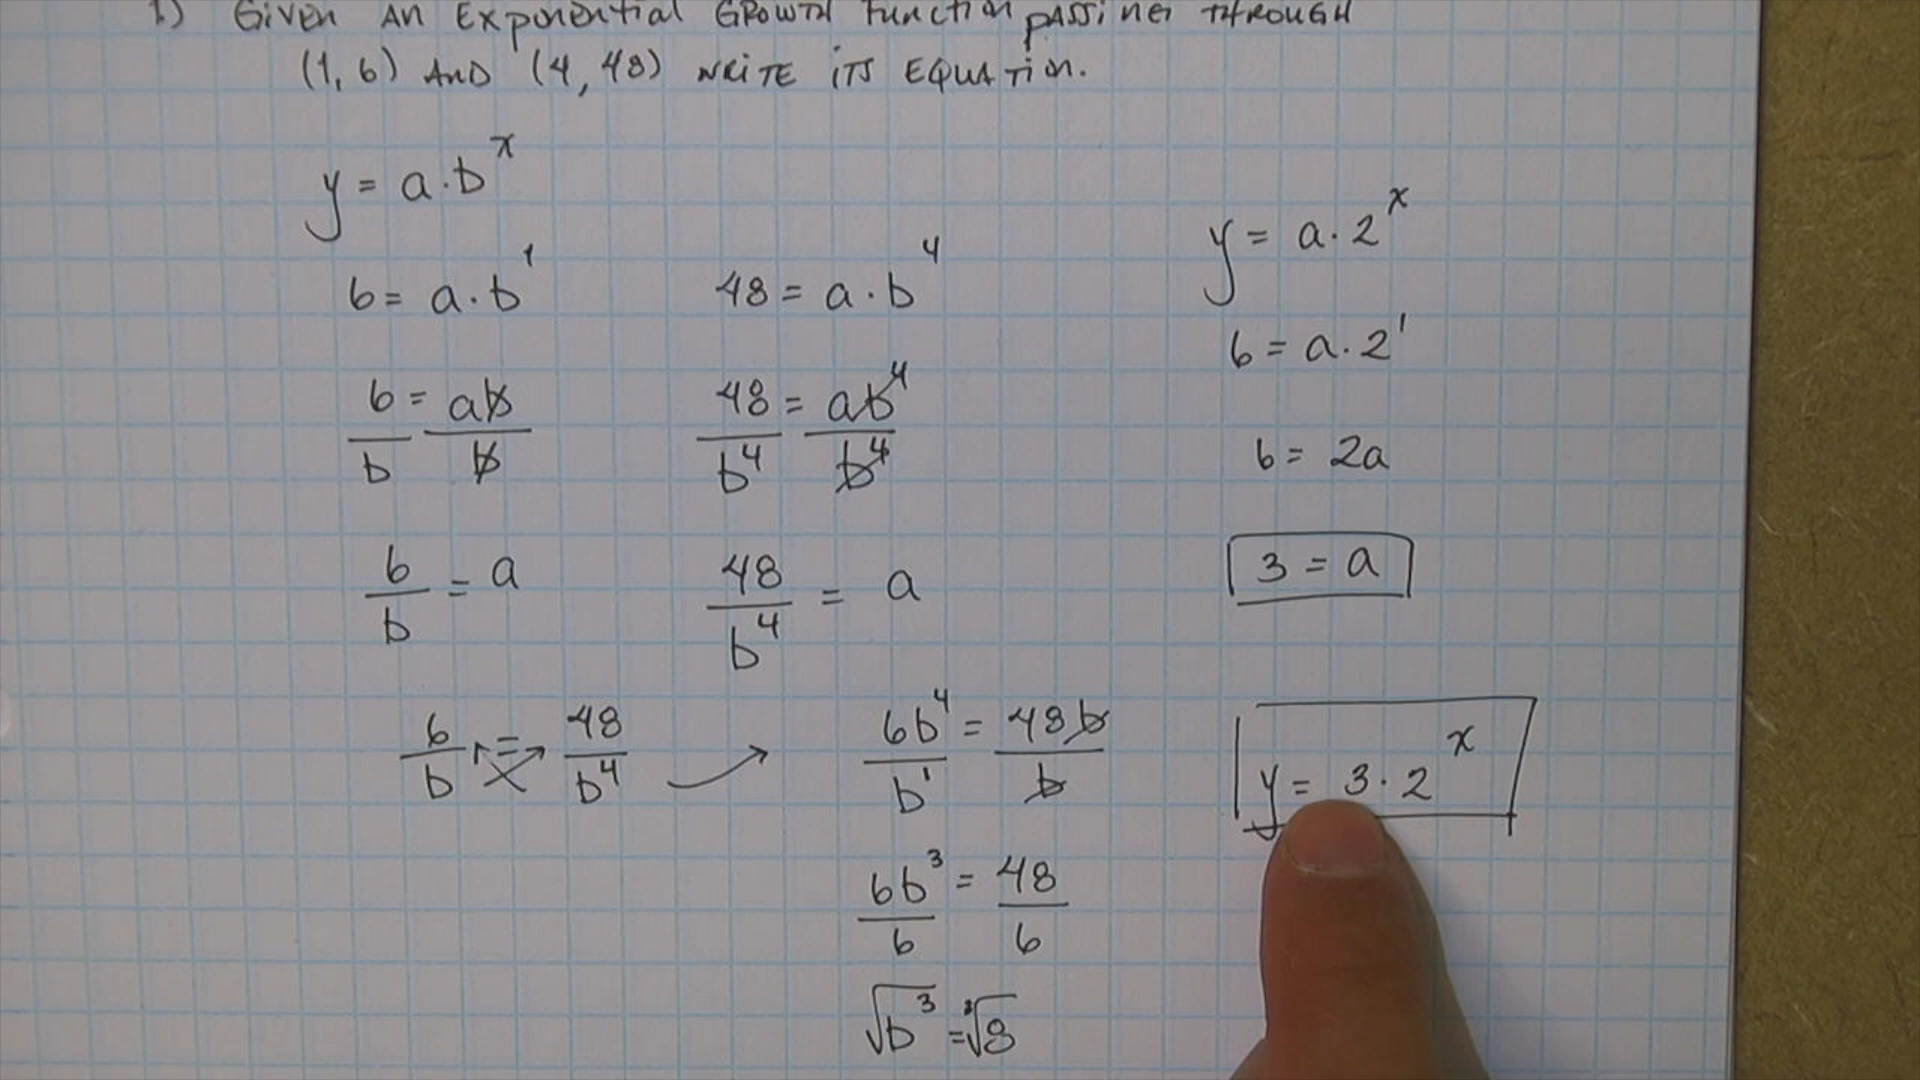 1) Given an Exponential Growth Function passing through
(1, 6) and (4, 48) write its equation.
y = a · b^x
6 = a · b^1
6/b = ab/b
6/b = a
6/b = 48/b^4
48 = a · b^4
48/b^4 = ab^4/b^4
48/b^4 = a
6b^4/b^1 = 48b/b
6b^3/6 = 48/6
√b^3 = ∛8
y = a · 2^x
6 = a · 2^1
6 = 2a
3 = a
y = 3 · 2^x